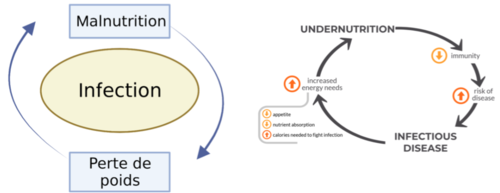 Malnutrition
Infection
Perte de
poids
UNDERNUTRITION
immunity
risk of
disease
INFECTIOUS
DISEASE
increased
energy needs
appetite
nutrient absorption
calories needed to fight infection